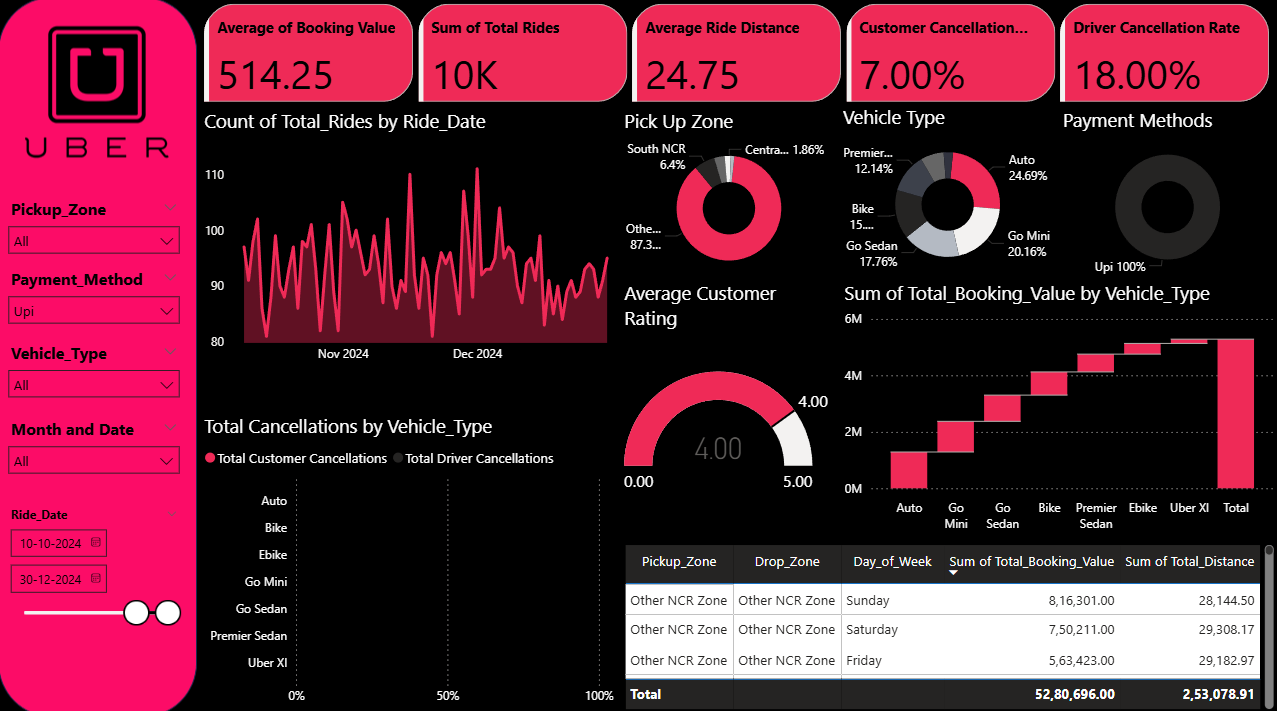 UBER
Pickup_Zone
All
Payment_Method
Upi
Vehicle_Type
All
Month and Date
All
Ride_Date
10-10-2024
30-12-2024
Average of Booking Value
514.25
Sum of Total Rides
10K
Average Ride Distance
24.75
Customer Cancellation...
7.00%
Driver Cancellation Rate
18.00%
Count of Total_Rides by Ride_Date
110
100
90
80
Nov 2024
Dec 2024
Pick Up Zone
South NCR
6.4%
Centra... 1.86%
Othe...
87.3...
Vehicle Type
Premier...
12.14%
Auto
24.69%
Bike
15....
Go Mini
20.16%
Go Sedan
17.76%
Payment Methods
Upi 100%
Average Customer
Rating
4.00
4.00
0.00
5.00
Sum of Total_Booking_Value by Vehicle_Type
6M
4M
2M
0M
Auto
Go
Mini
Go
Sedan
Bike
Premier
Sedan
Ebike
Uber Xl
Total
Total Cancellations by Vehicle_Type
Total Customer Cancellations
Total Driver Cancellations
Auto
Bike
Ebike
Go Mini
Go Sedan
Premier Sedan
Uber Xl
0%
50%
100%
Pickup_Zone Drop_Zone Day_of_Week Sum of Total_Booking_Value Sum of Total_Distance
Other NCR Zone Other NCR Zone Sunday 8,16,301.00 28,144.50
Other NCR Zone Other NCR Zone Saturday 7,50,211.00 29,308.17
Other NCR Zone Other NCR Zone Friday 5,63,423.00 29,182.97
Total 52,80,696.00 2,53,078.91